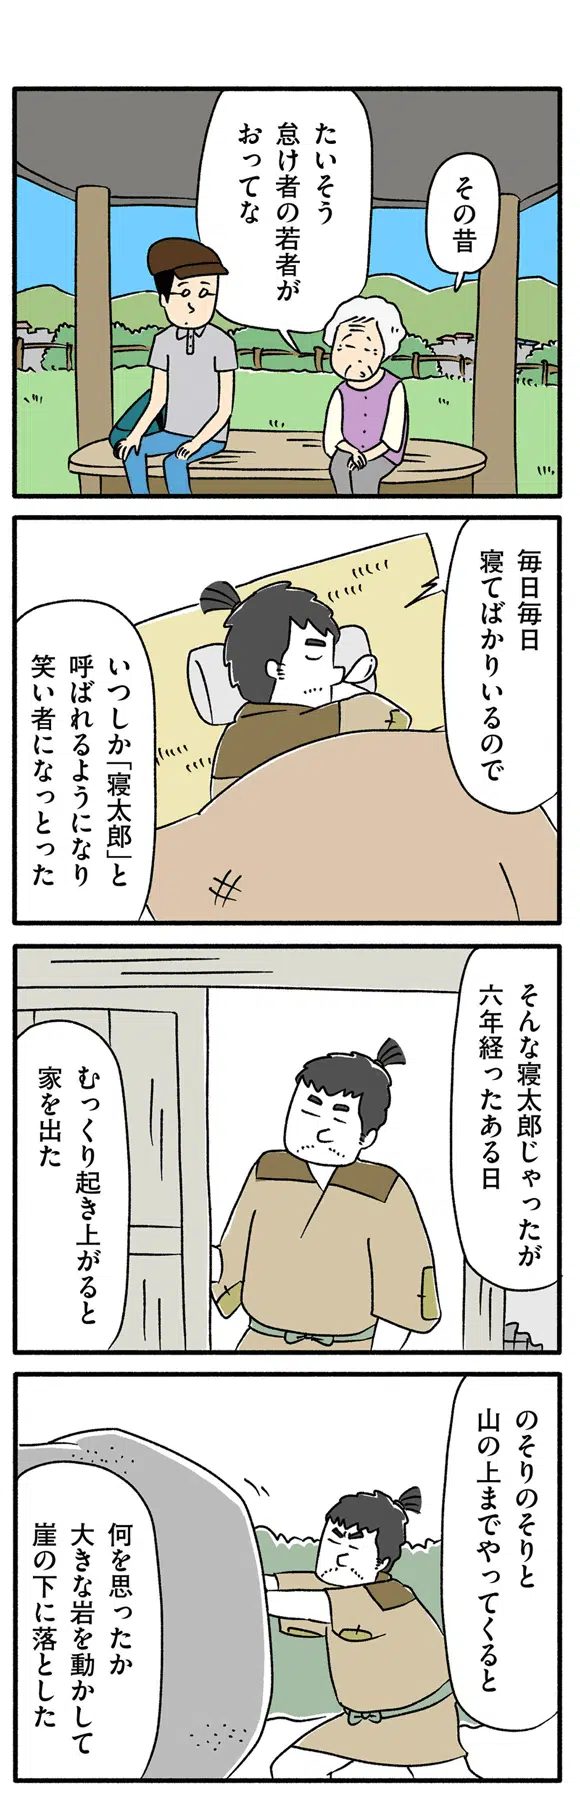 その昔
たいそう
怠け者の若者が
おってな
毎日毎日
寝てばかりいるので
いつしか「寝太郎」と
呼ばれるようになり
笑い者になっとった
そんな寝太郎じゃったが
六年経ったある日
むっくり起き上がると
家を出た
のそりのそりと
山の上までやってくると
何を思ったか
大きな岩を動かして
崖の下に落とした